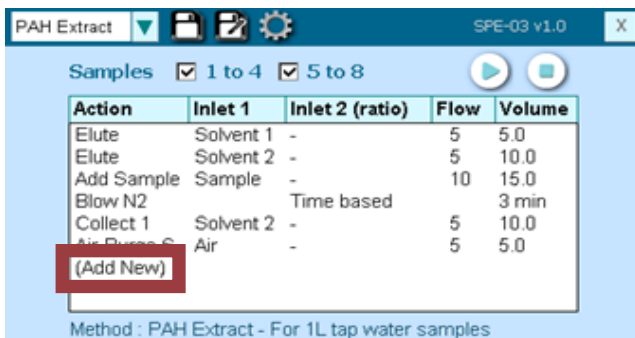 PAH Extract SPE-03 v1.0 X
Samples 1 to 4 5 to 8
Action Inlet 1 Inlet 2 (ratio) Flow Volume
Elute Solvent 1 - 5 5.0
Elute Solvent 2 - 5 10.0
Add Sample Sample - 10 15.0
Blow N2 Time based 3 min
Collect 1 Solvent 2 - 5 10.0
Air Purge S Air - 5 5.0
(Add New)
Method : PAH Extract - For 1L tap water samples